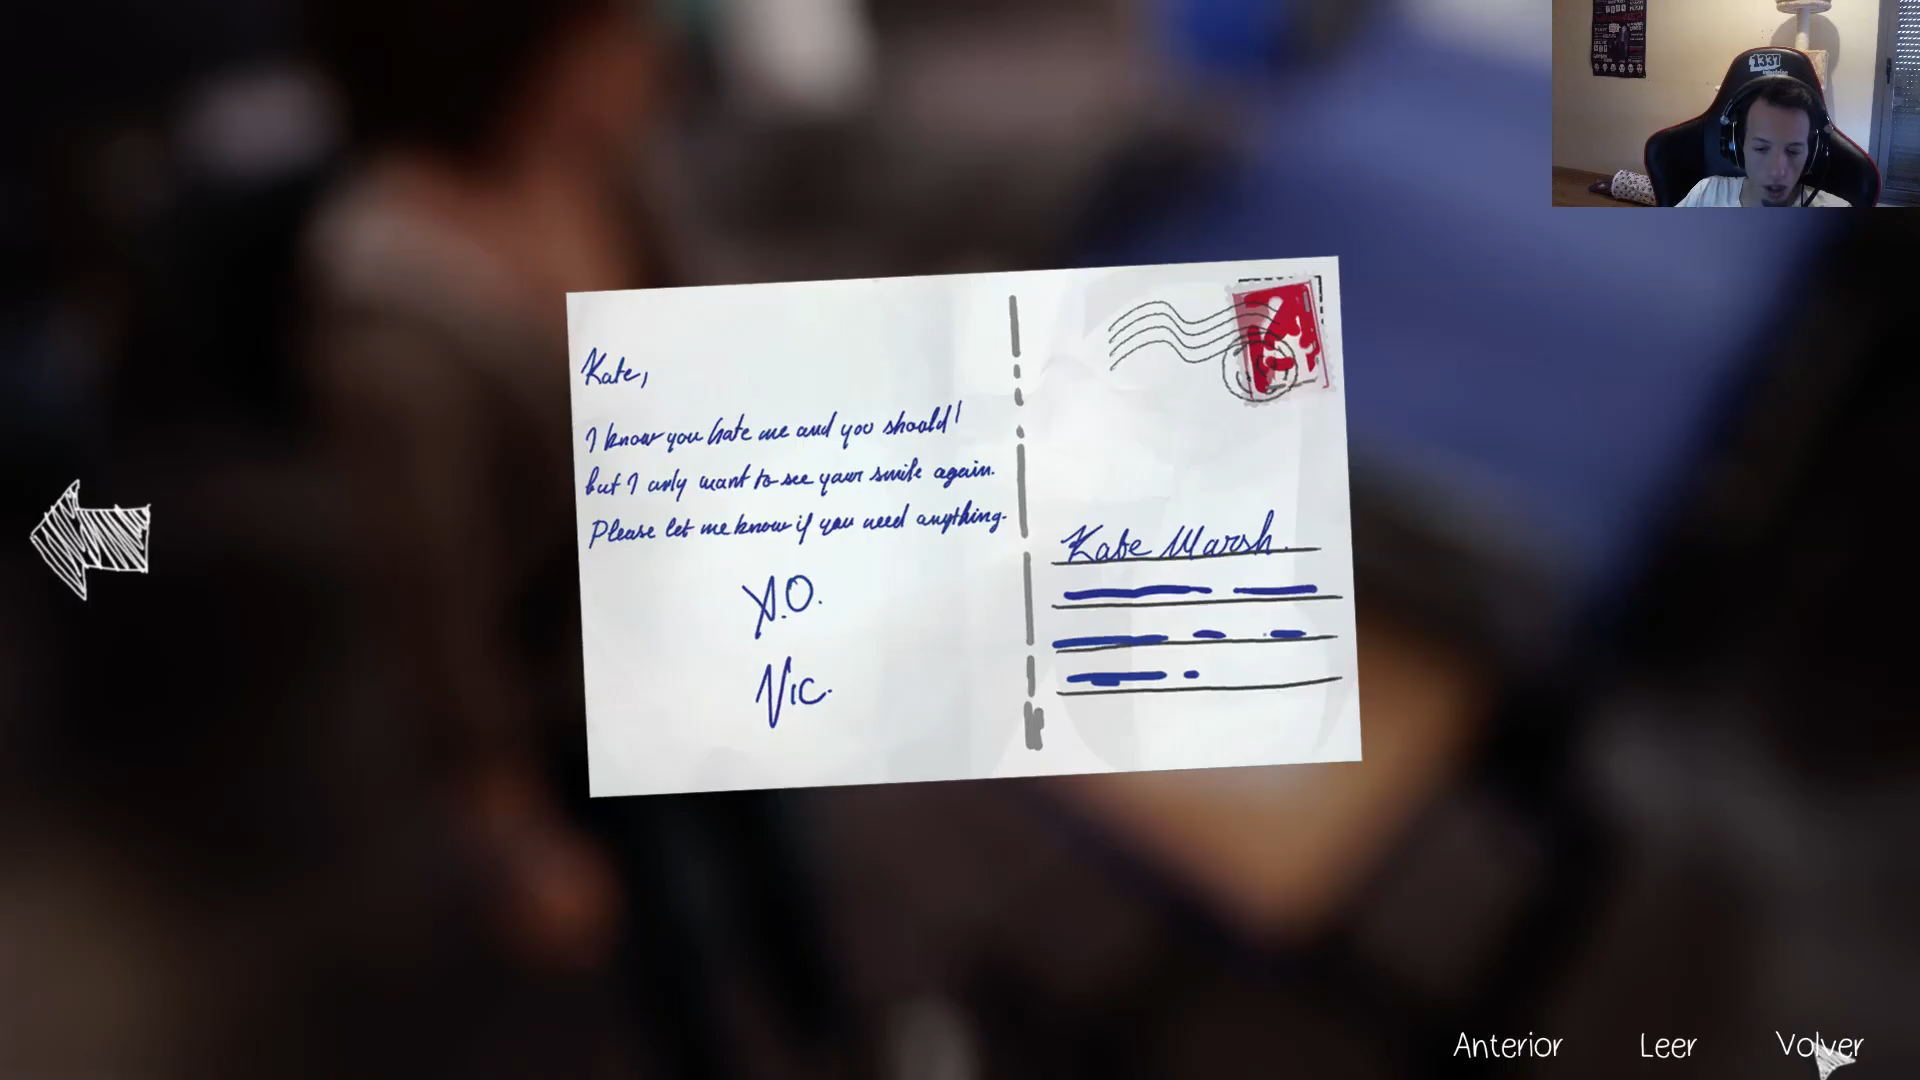 1337
Kate,
I know you hate me and you should!
but I only want to see your smile again.
Please let me know if you need anything.
X.O.
Vic.
Kate Marsh.
Anterior
Leer
Volver